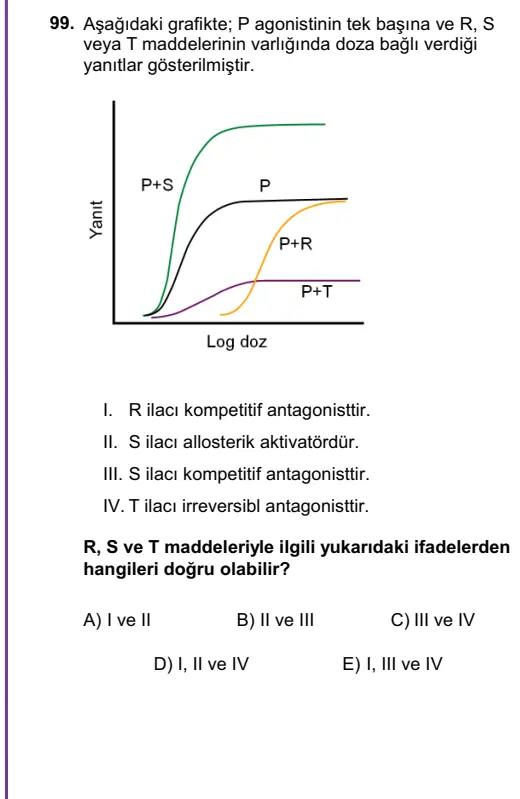 99. Aşağıdaki grafikte; P agonistinin tek başına ve R, S
veya T maddelerinin varlığında doza bağlı verdiği
yanıtlar gösterilmiştir.
P+S
P
P+R
P+T
Yanıt
Log doz
I. R ilacı kompetitif antagonisttir.
II. S ilacı allosterik aktivatördür.
III. S ilacı kompetitif antagonisttir.
IV. T ilacı irreversibl antagonisttir.
R, S ve T maddeleriyle ilgili yukarıdaki ifadelerden
hangileri doğru olabilir?
A) I ve II B) II ve III C) III ve IV
D) I, II ve IV E) I, III ve IV